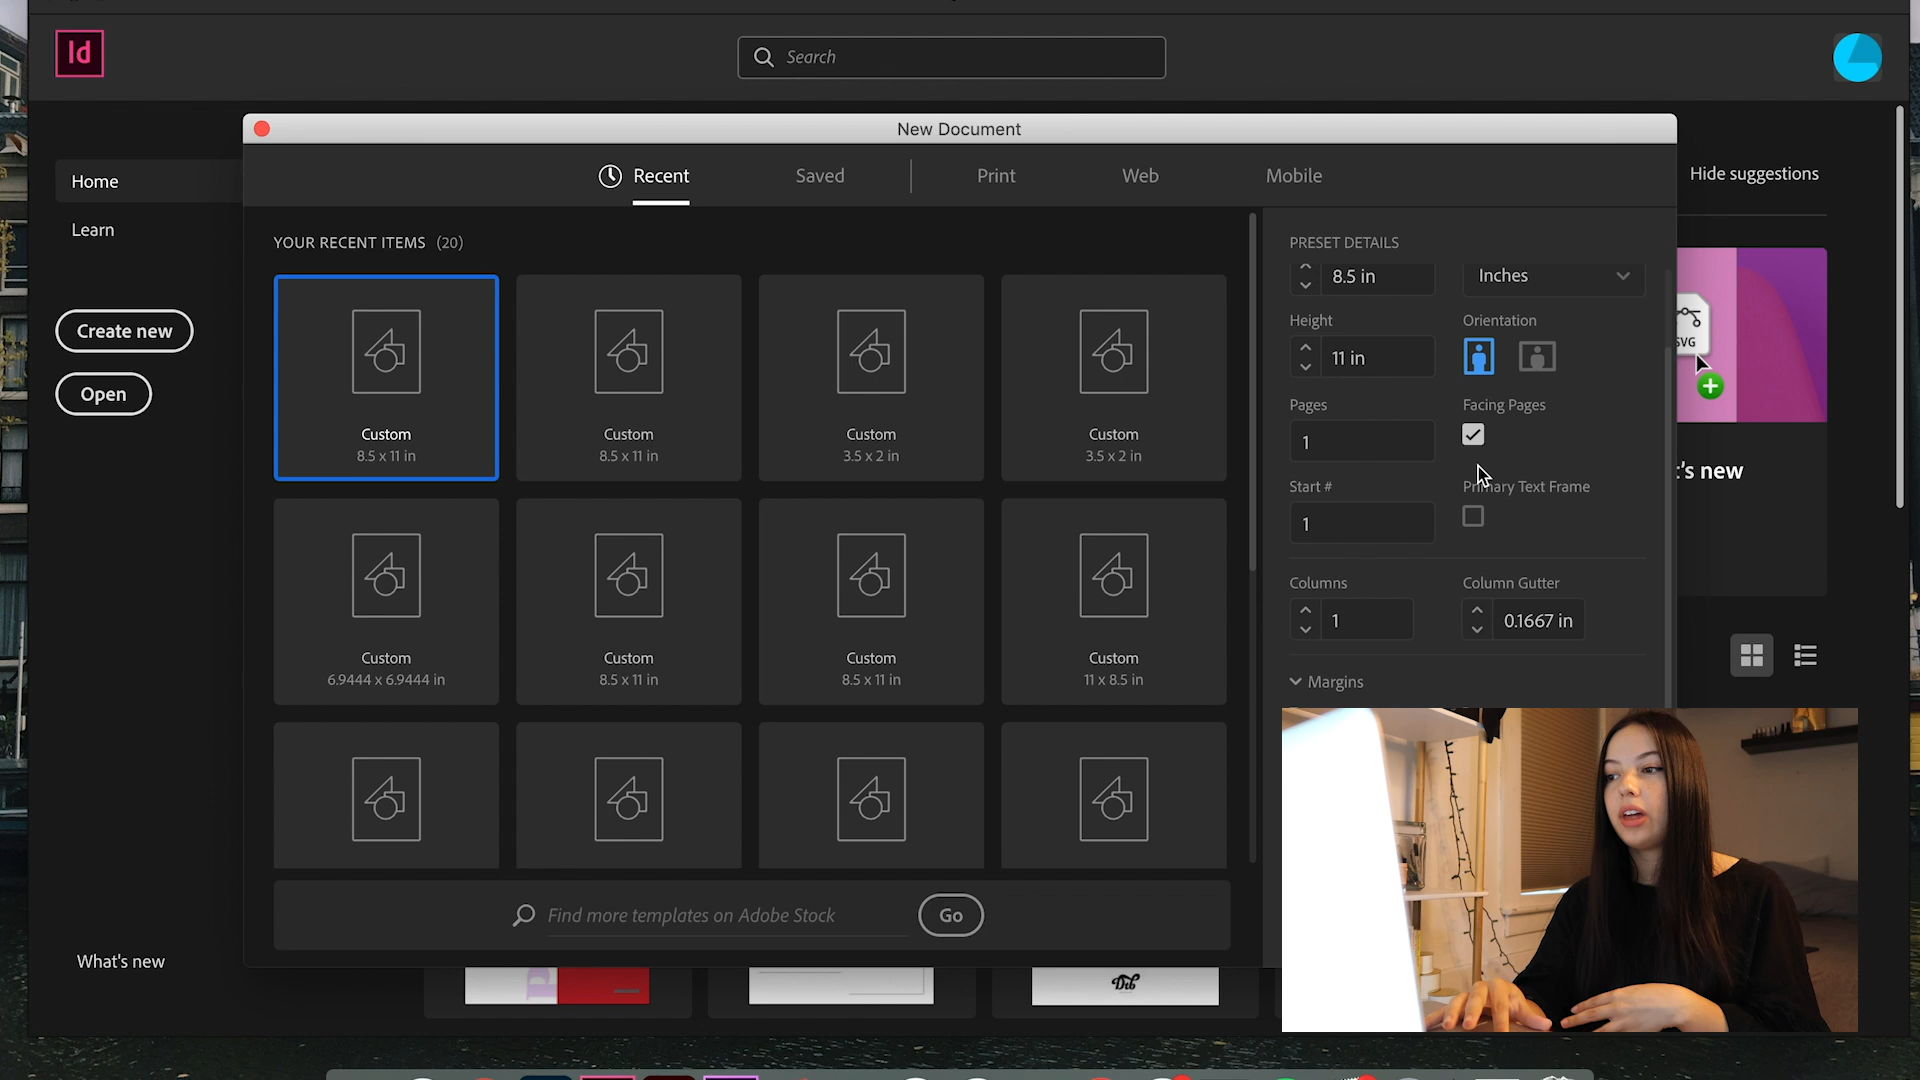 Id
Search
New Document
Recent
Saved
Print
Web
Mobile
Home
Learn
Create new
Open
What's new
Hide suggestions
YOUR RECENT ITEMS (20)
Custom
8.5 x 11 in
Custom
8.5 x 11 in
Custom
3.5 x 2 in
Custom
3.5 x 2 in
Custom
6.9444 x 6.9444 in
Custom
8.5 x 11 in
Custom
8.5 x 11 in
Custom
11 x 8.5 in
Find more templates on Adobe Stock
Go
PRESET DETAILS
8.5 in
Inches
Height
Orientation
11 in
Pages
Facing Pages
1
Start #
Primary Text Frame
1
Columns
Column Gutter
1
0.1667 in
Margins
SVG
's new
Dib